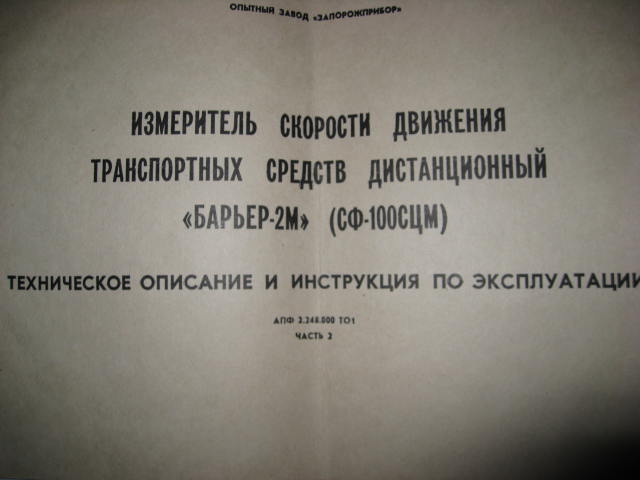 ОПЫТНЫЙ ЗАВОД «ЗАПОРОЖПРИБОР»
ИЗМЕРИТЕЛЬ СКОРОСТИ ДВИЖЕНИЯ
ТРАНСПОРТНЫХ СРЕДСТВ ДИСТАНЦИОННЫЙ
«БАРЬЕР-2М» (СФ-100СЦМ)
ТЕХНИЧЕСКОЕ ОПИСАНИЕ И ИНСТРУКЦИЯ ПО ЭКСПЛУАТАЦИИ
АПФ 2.248.000 ТО1
ЧАСТЬ 2